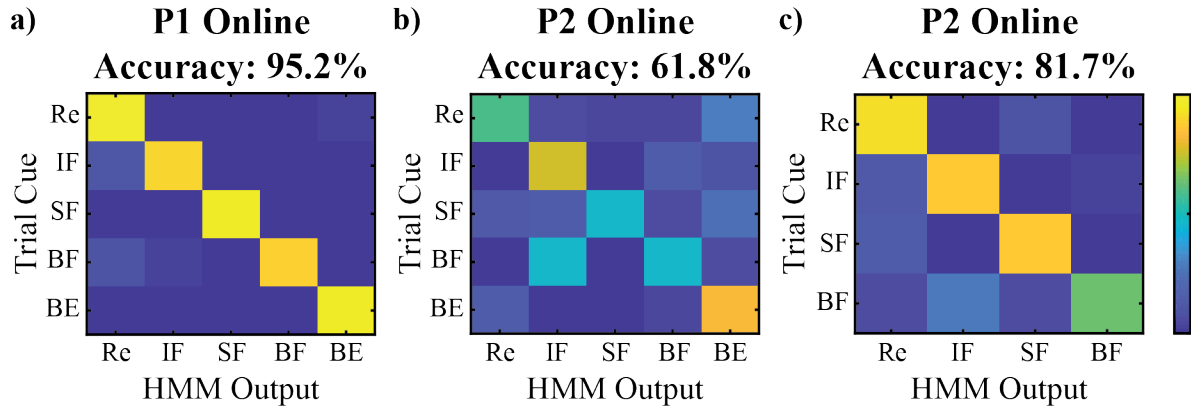 a) P1 Online
Accuracy: 95.2%
Trial Cue
Re
IF
SF
BF
BE
Re IF SF BF BE
HMM Output
b) P2 Online
Accuracy: 61.8%
Trial Cue
Re
IF
SF
BF
BE
Re IF SF BF BE
HMM Output
c) P2 Online
Accuracy: 81.7%
Trial Cue
Re
IF
SF
BF
Re IF SF BF
HMM Output